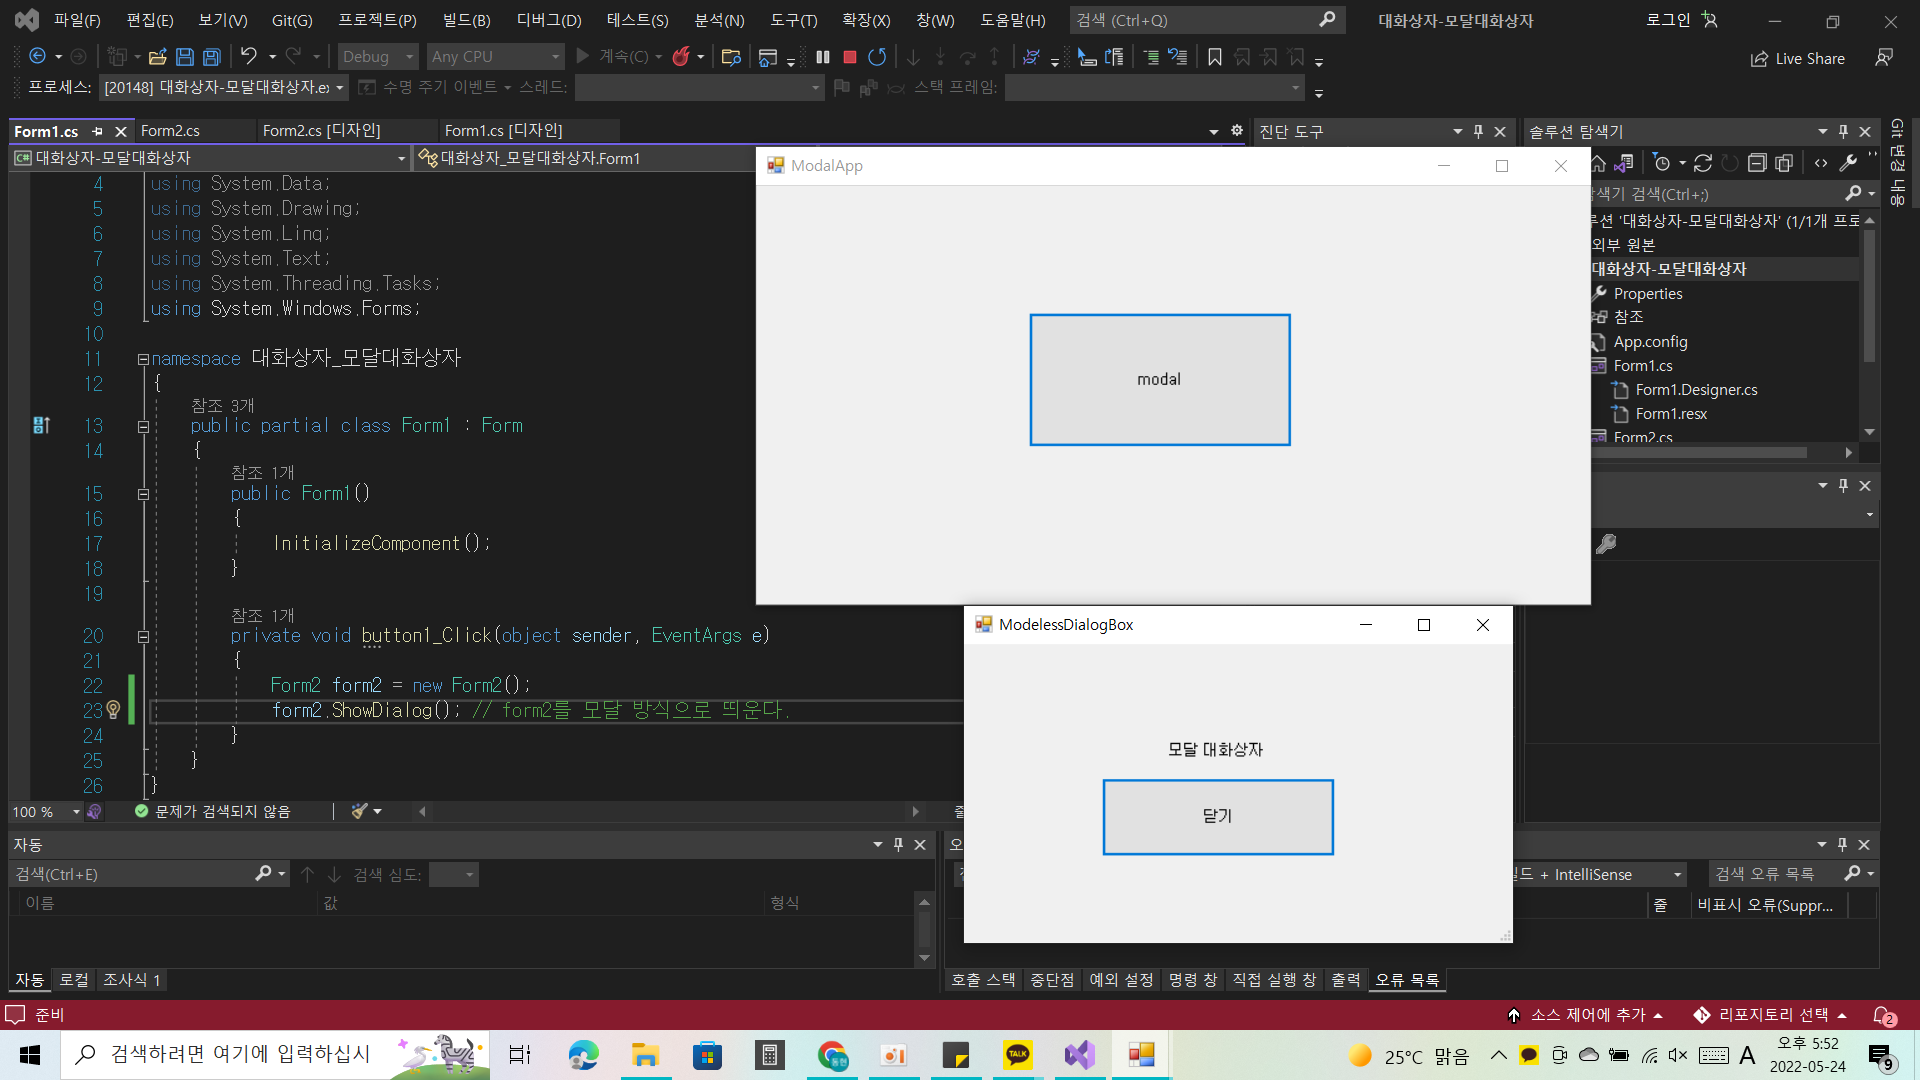 파일(F) 편집(E) 보기(V) Git(G) 프로젝트(P) 빌드(B) 디버그(D) 테스트(S) 분석(N) 도구(T) 확장(X) 창(W) 도움말(H) 검색 (Ctrl+Q) 대화상자-모달대화상자 로그인
Debug Any CPU 계속(C) Live Share
프로세스: [20148] 대화상자-모달대화상자.ex 수명 주기 이벤트 스레드: 스택 프레임:
Form1.cs Form2.cs Form2.cs [디자인] Form1.cs [디자인] 진단 도구 솔루션 탐색기
Git 변경 내용
대화상자-모달대화상자 대화상자_모달대화상자.Form1
4 using System.Data;
5 using System.Drawing;
6 using System.Linq;
7 using System.Text;
8 using System.Threading.Tasks;
9 using System.Windows.Forms;
10
11 namespace 대화상자_모달대화상자
12 {
참조 3개
13 public partial class Form1 : Form
14 {
참조 1개
15 public Form1()
16 {
17 InitializeComponent();
18 }
19
참조 1개
20 private void button1_Click(object sender, EventArgs e)
21 {
22 Form2 form2 = new Form2();
23 form2.ShowDialog(); // form2를 모달 방식으로 띄운다.
24 }
25 }
26 }
ModalApp
modal
ModelessDialogBox
모달 대화상자
닫기
검색(Ctrl+;)
'대화상자-모달대화상자' (1/1개 프로
외부 원본
대화상자-모달대화상자
Properties
참조
App.config
Form1.cs
Form1.Designer.cs
Form1.resx
Form2.cs
100 % 문제가 검색되지 않음 줄
자동
검색(Ctrl+E) 검색 심도:
이름 값 형식
자동 로컬 조사식 1
+ IntelliSense 검색 오류 목록
줄 비표시 오류(Suppr...
호출 스택 중단점 예외 설정 명령 창 직접 실행 창 출력 오류 목록
준비 소스 제어에 추가 리포지토리 선택 2
검색하려면 여기에 입력하십시 TALK 25°C 맑음 A 오후 5:52
2022-05-24 9